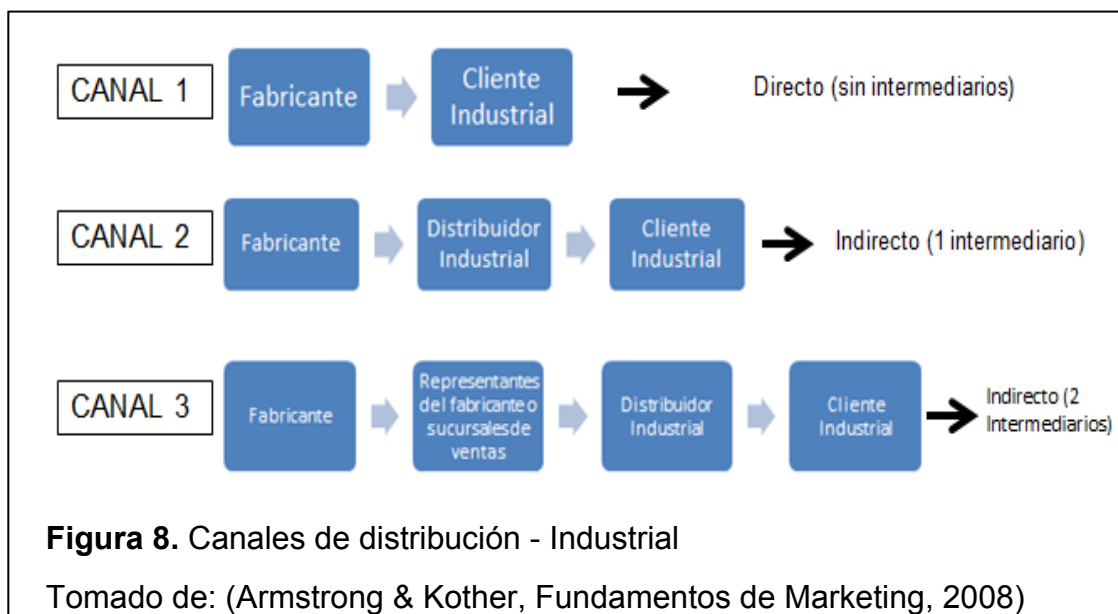 CANAL 1
Fabricante
Cliente
Industrial
Directo (sin intermediarios)
CANAL 2
Fabricante
Distribuidor
Industrial
Cliente
Industrial
Indirecto (1 intermediario)
CANAL 3
Fabricante
Representantes
del fabricante o
sucursales de
ventas
Distribuidor
Industrial
Cliente
Industrial
Indirecto (2
Intermediarios)
Figura 8. Canales de distribución - Industrial
Tomado de: (Armstrong & Kother, Fundamentos de Marketing, 2008)